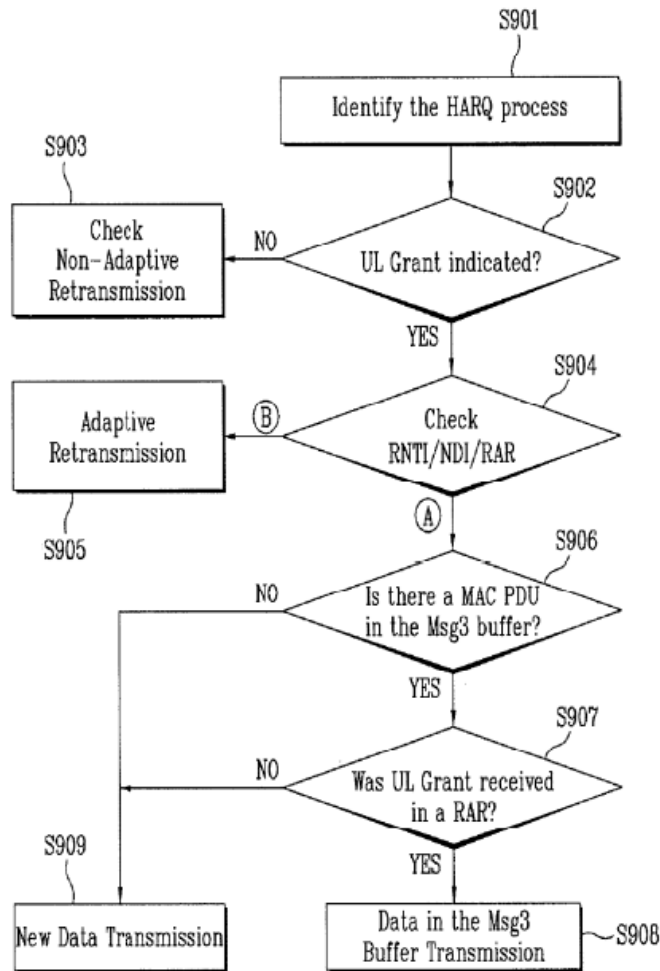 S901
Identify the HARQ process
S903
S902
Check
Non-Adaptive
Retransmission
NO
UL Grant indicated?
YES
S904
Adaptive
Retransmission
B
Check
RNTI/NDI/RAR
S905
A
S906
NO
Is there a MAC PDU
in the Msg3 buffer?
YES
S907
NO
Was UL Grant received
in a RAR?
S909
YES
New Data Transmission
Data in the Msg3
Buffer Transmission
S908